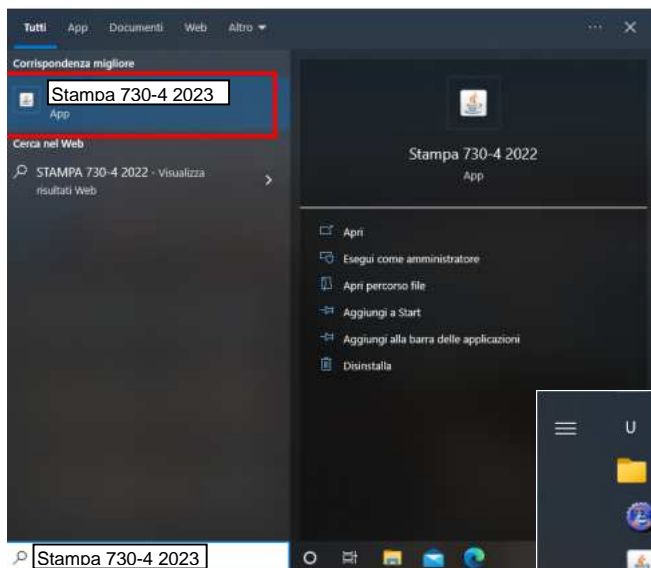 Tutti App Documenti Web Altro
Corrispondenza migliore
Stampa 730-4 2023
App
Cerca nel Web
STAMPA 730-4 2022 - Visualizza
risultati Web
Stampa 730-4 2022
App
Apri
Esegui come amministratore
Apri percorso file
Aggiungi a Start
Aggiungi alla barra delle applicazioni
Disinstalla
U
Stampa 730-4 2023